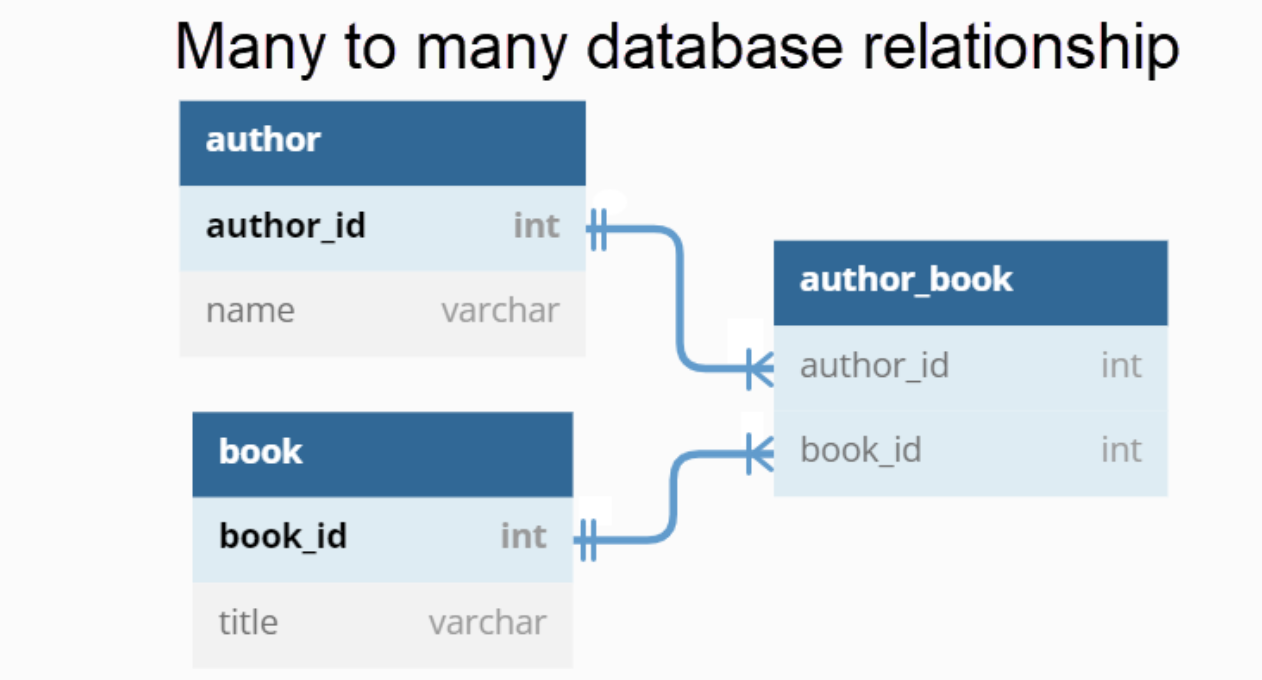 Many to many database relationship
author
author_id int
name varchar
author_book
author_id int
book_id int
book
book_id int
title varchar